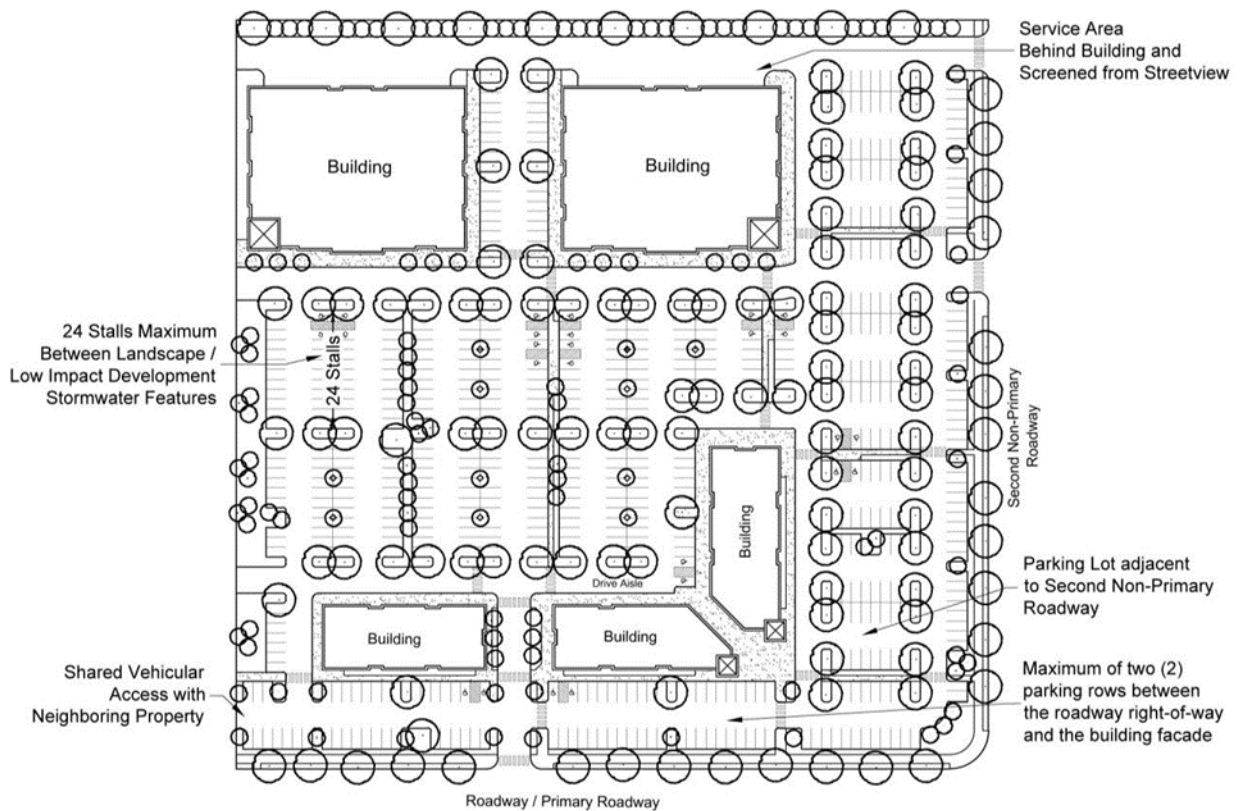 Service Area
Behind Building and
Screened from Streetview
Building
Building
24 Stalls Maximum
Between Landscape /
Low Impact Development
Stormwater Features
24 Stalls
Second Non-Primary
Roadway
Building
Drive Aisle
Parking Lot adjacent
to Second Non-Primary
Roadway
Building
Building
Shared Vehicular
Access with
Neighboring Property
Maximum of two (2)
parking rows between
the roadway right-of-way
and the building facade
Roadway / Primary Roadway